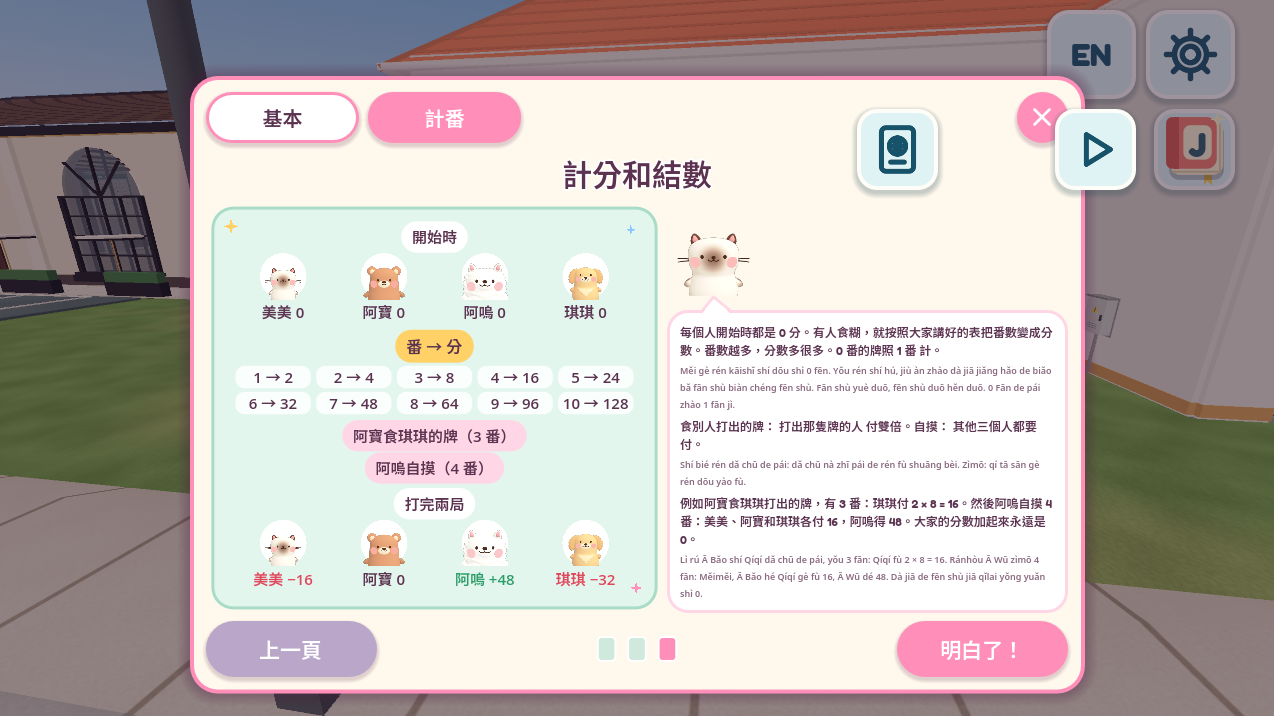 EN
基本
計番
J
計分和結數
開始時
美美 0
阿寶 0
阿嗚 0
琪琪 0
番 → 分
1 → 2
2 → 4
3 → 8
4 → 16
5 → 24
6 → 32
7 → 48
8 → 64
9 → 96
10 → 128
阿寶食琪琪的牌（3 番）
阿嗚自摸（4 番）
打完兩局
美美 −16
阿寶 0
阿嗚 +48
琪琪 −32
每個人開始時都是 0 分。有人食糊，就按照大家講好的表把番數變成分
數。番數越多，分數多很多。0 番的牌照 1 番 計。
Měi gè rén kāishǐ shí dōu shì 0 fēn. Yǒu rén shí hú, jiù àn zhào dà jiā jiǎng hǎo de biǎo
bǎ fān shù biàn chéng fēn shù. Fān shù yuè duō, fēn shù duō hěn duō. 0 Fān de pái
zhào 1 fān jì.
食別人打出的牌： 打出那隻牌的人 付雙倍。自摸： 其他三個人都要
付。
Shí bié rén dǎ chū de pái: dǎ chū nà zhī pái de rén fù shuāng bèi. Zìmō: qí tā sān gè
rén dōu yào fù.
例如阿寶食琪琪打出的牌，有 3 番：琪琪付 2 × 8 = 16。然後阿嗚自摸 4
番：美美、阿寶和琪琪各付 16，阿嗚得 48。大家的分數加起來永遠是
0。
Lì rú Ā Bǎo shí Qíqí dǎ chū de pái, yǒu 3 fān: Qíqí fù 2 × 8 = 16. Ránhòu Ā Wū zìmō 4
fān: Měiměi, Ā Bǎo hé Qíqí gè fù 16, Ā Wū dé 48. Dà jiā de fēn shù jiā qǐlai yǒng yuǎn
shì 0.
上一頁
明白了！